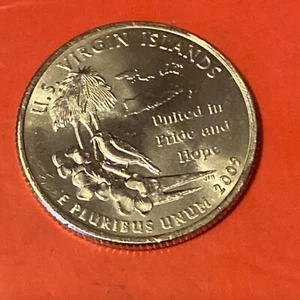 U.S. VIRGIN ISLANDS
United in
Pride and
Hope
E PLURIBUS UNUM 2009